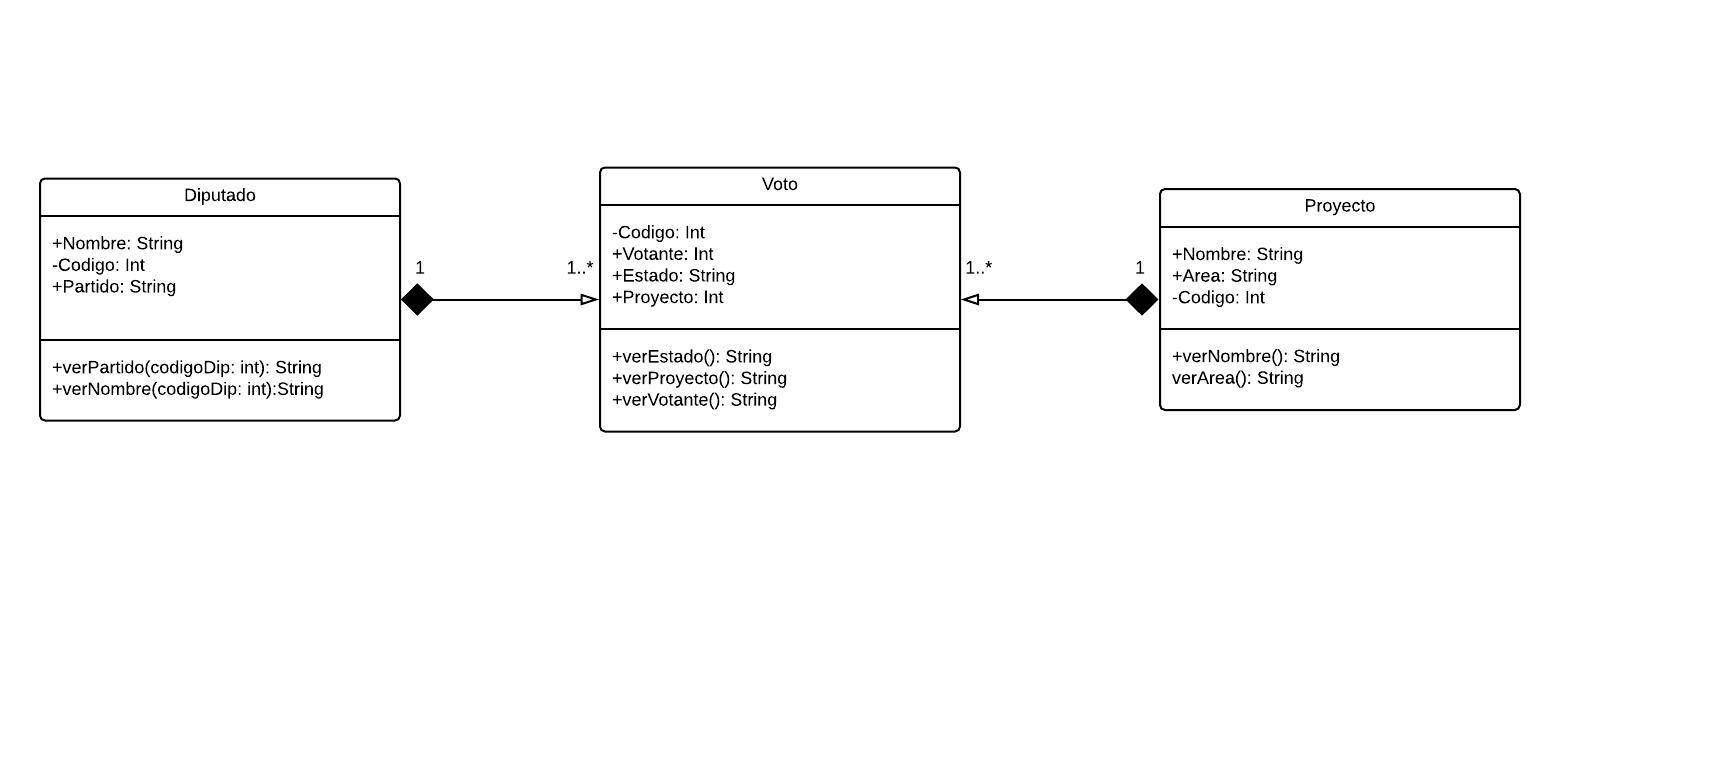 Diputado
+Nombre: String
-Codigo: Int
+Partido: String
+verPartido(codigoDip: int): String
+verNombre(codigoDip: int):String
1
1..*
Voto
-Codigo: Int
+Votante: Int
+Estado: String
+Proyecto: Int
+verEstado(): String
+verProyecto(): String
+verVotante(): String
1..*
1
Proyecto
+Nombre: String
+Area: String
-Codigo: Int
+verNombre(): String
verArea(): String